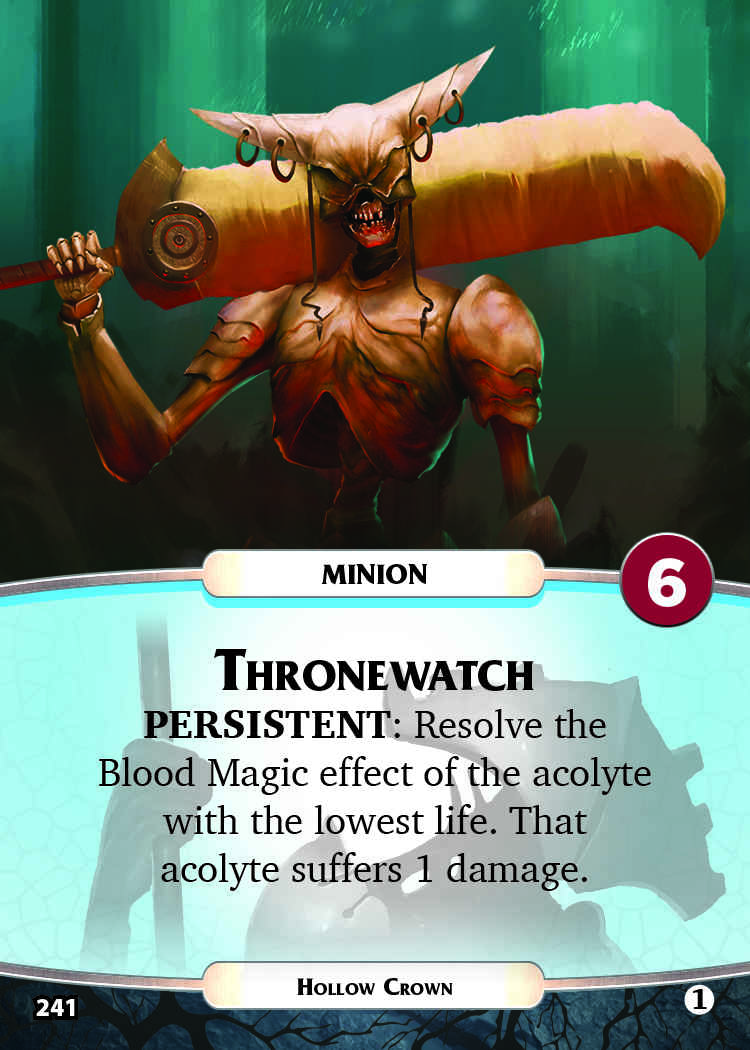 MINION
6
THRONEWATCH
PERSISTENT: Resolve the
Blood Magic effect of the acolyte
with the lowest life. That
acolyte suffers 1 damage.
HOLLOW CROWN
241
1